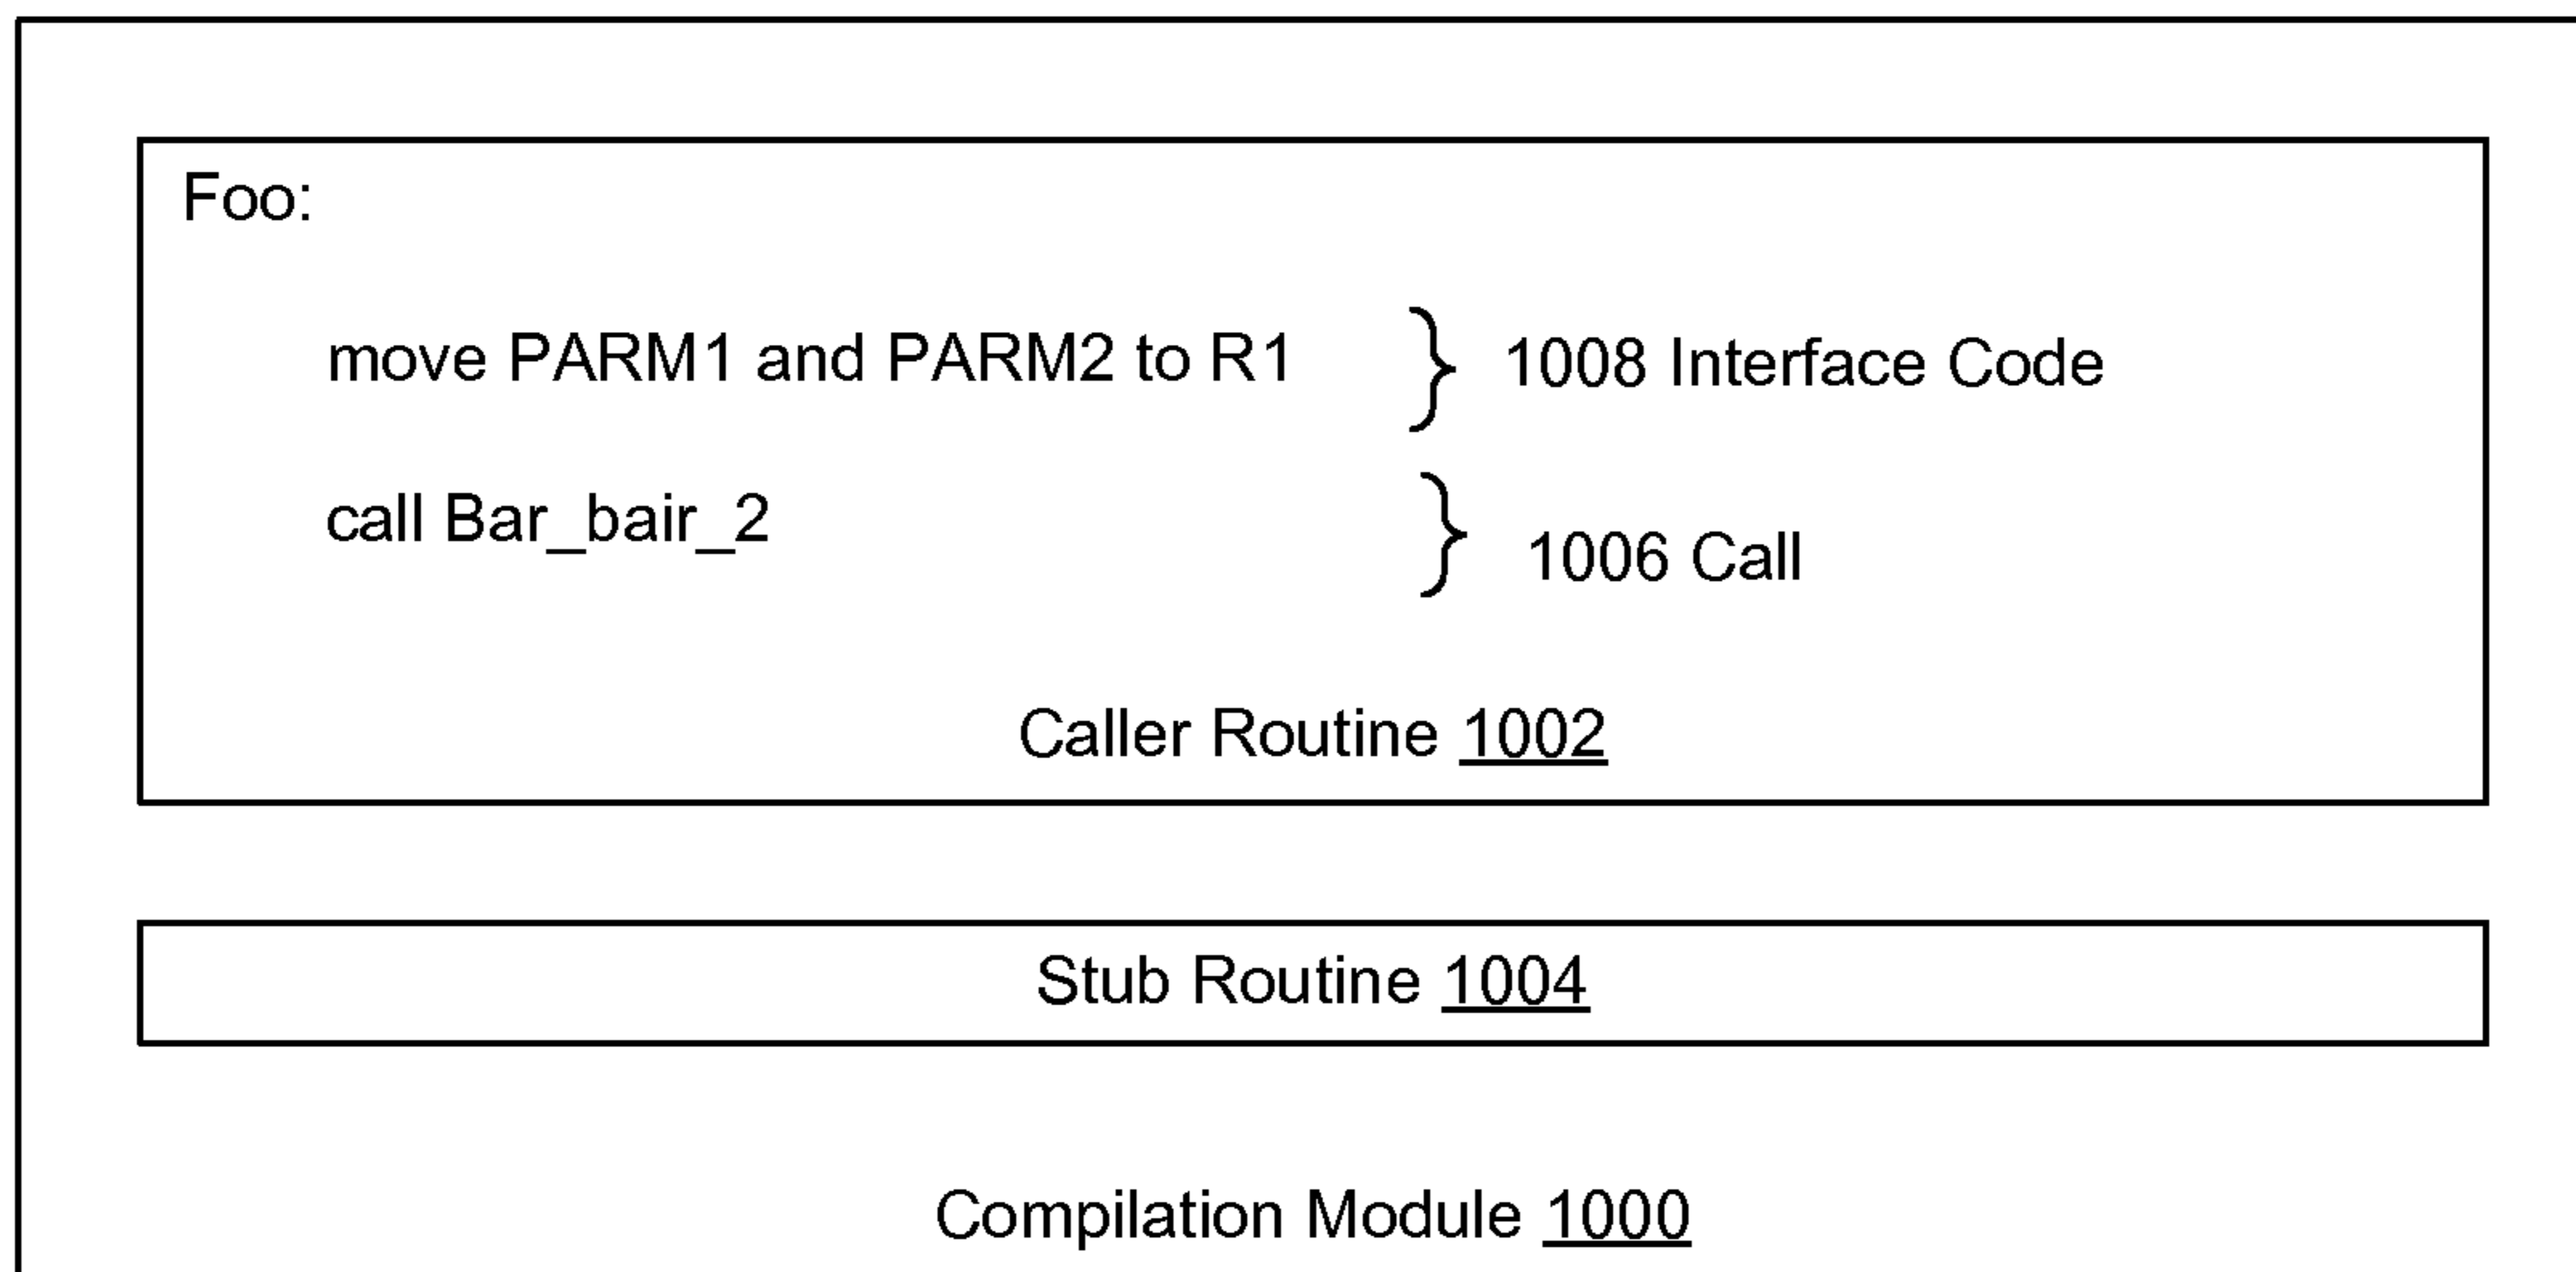 Foo:
move PARM1 and PARM2 to R1 1008 Interface Code
call Bar_bair_2 1006 Call
Caller Routine 1002
Stub Routine 1004
Compilation Module 1000